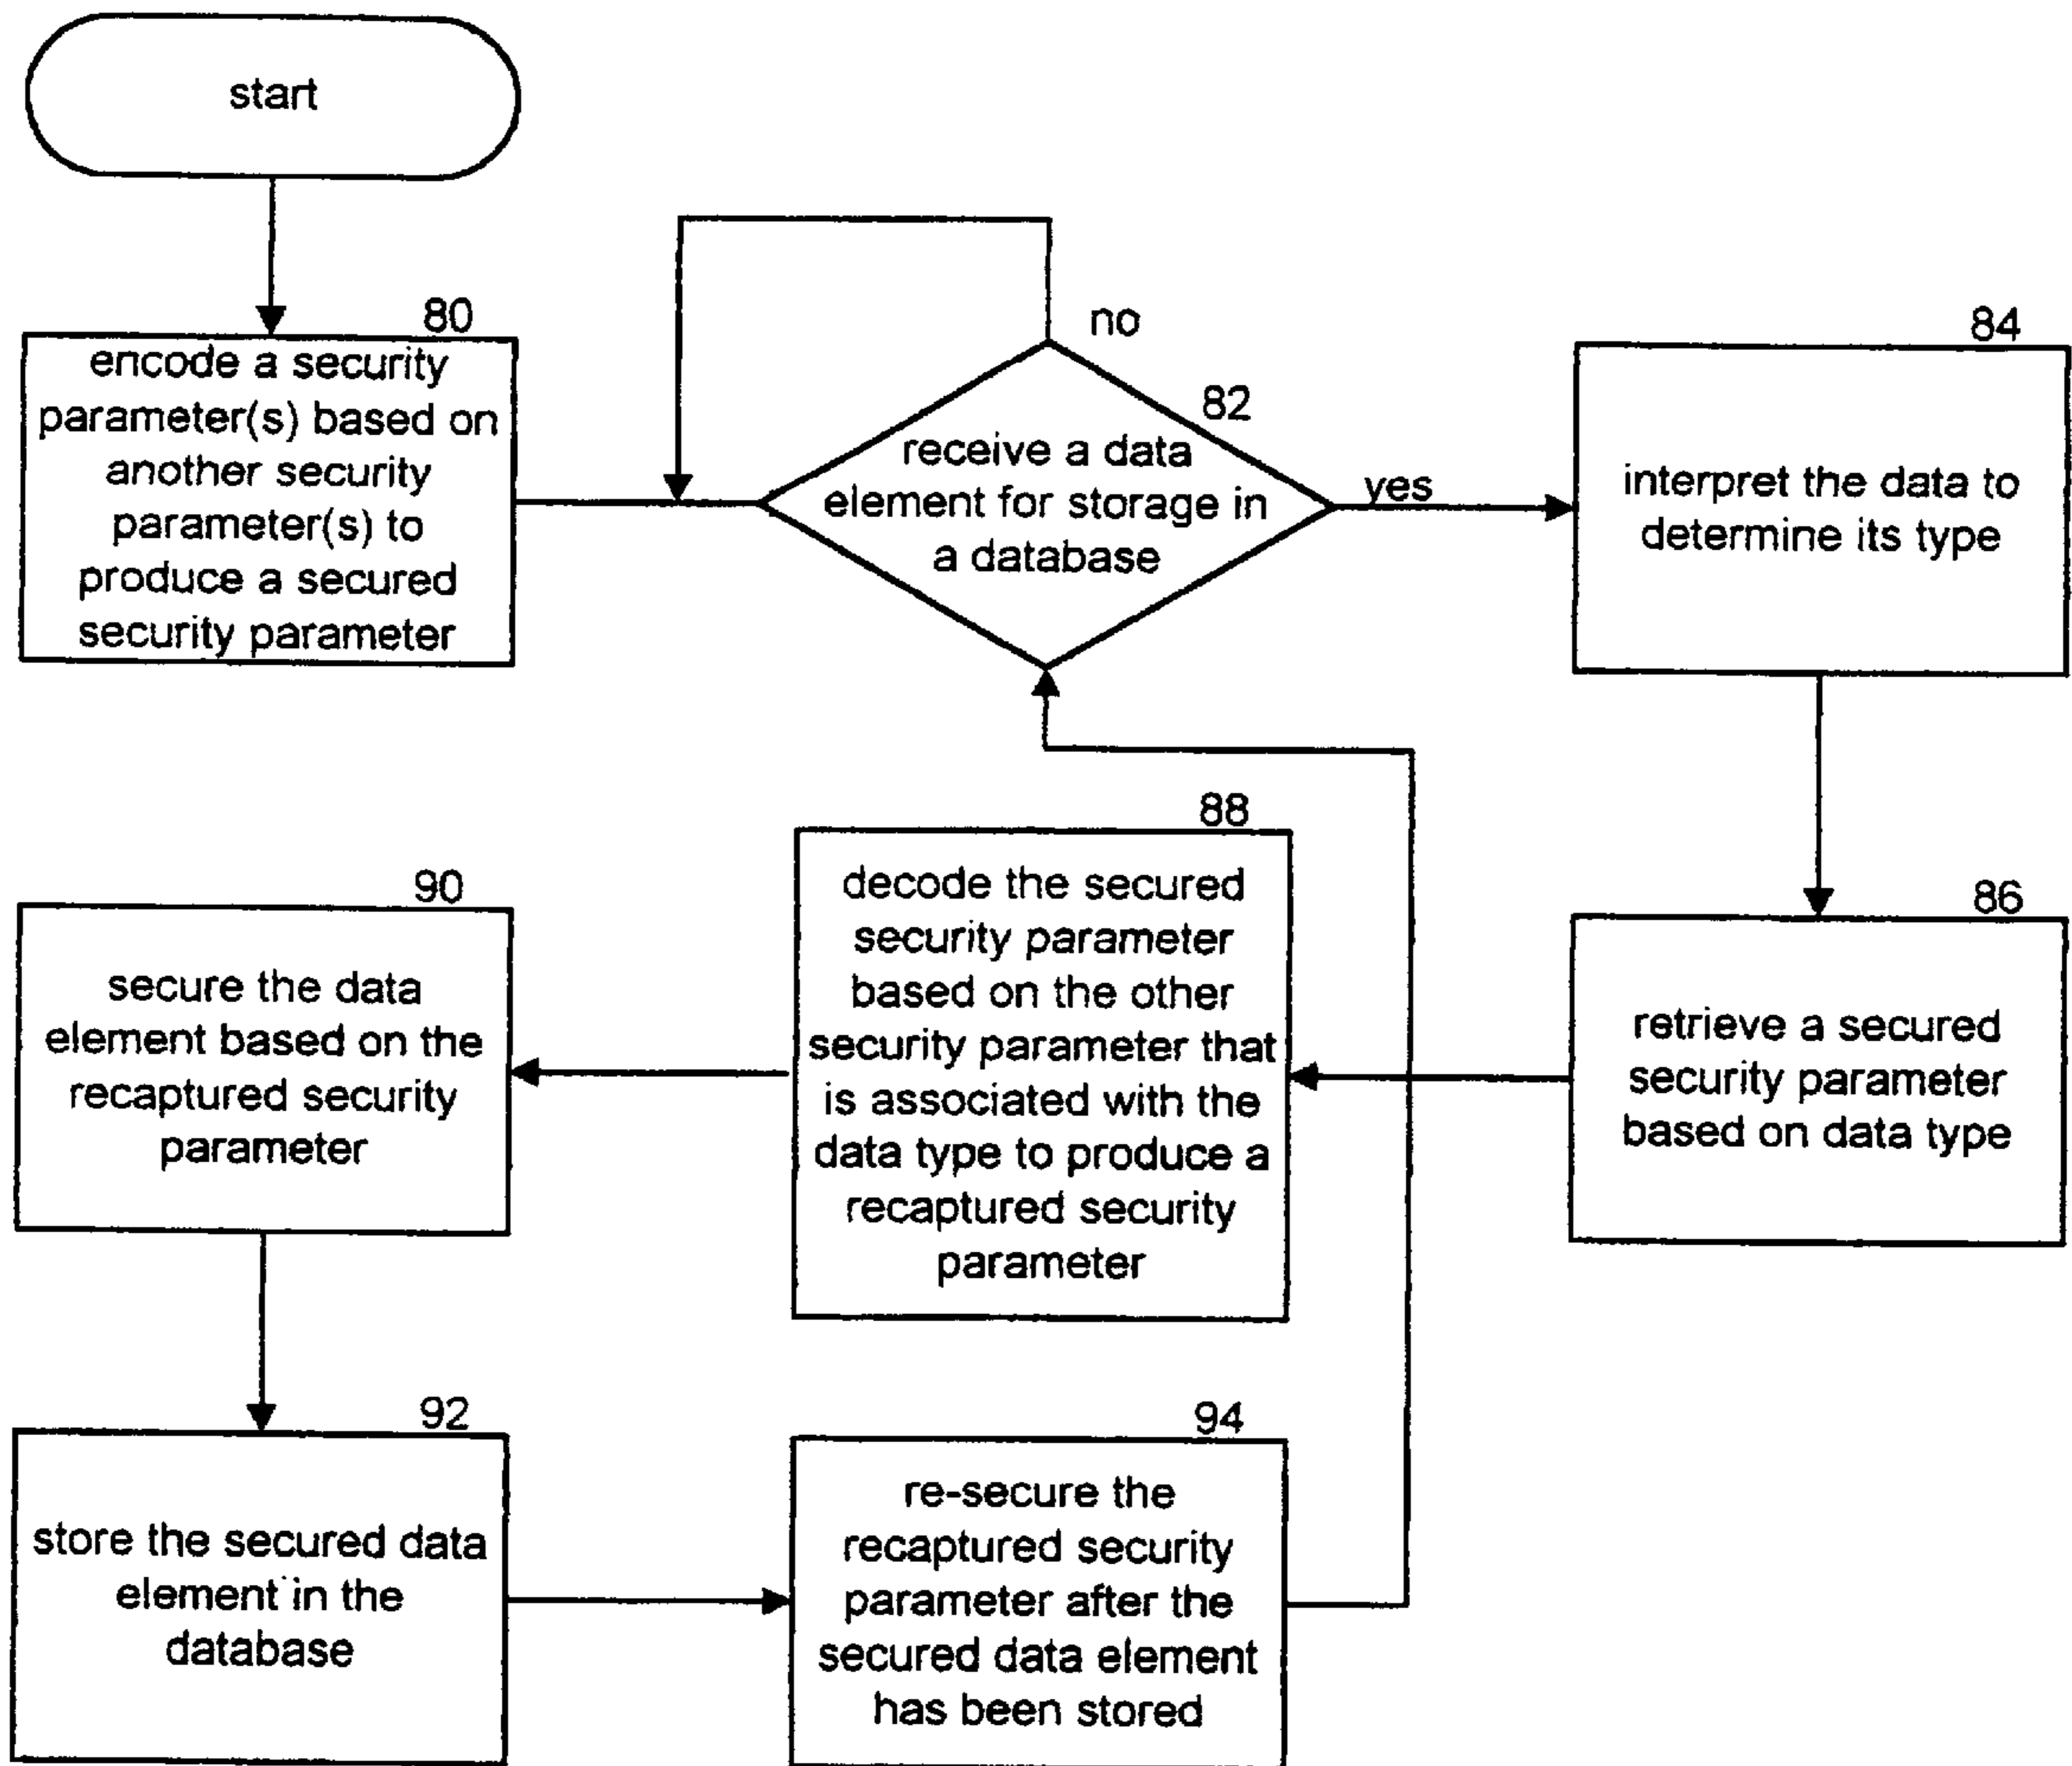 start
80
encode a security
parameter(s) based on
another security
parameter(s) to
produce a secured
security parameter
no
82
receive a data
element for storage in
a database
yes
84
interpret the data to
determine its type
86
retrieve a secured
security parameter
based on data type
88
decode the secured
security parameter
based on the other
security parameter that
is associated with the
data type to produce a
recaptured security
parameter
90
secure the data
element based on the
recaptured security
parameter
92
store the secured data
element in the
database
94
re-secure the
recaptured security
parameter after the
secured data element
has been stored